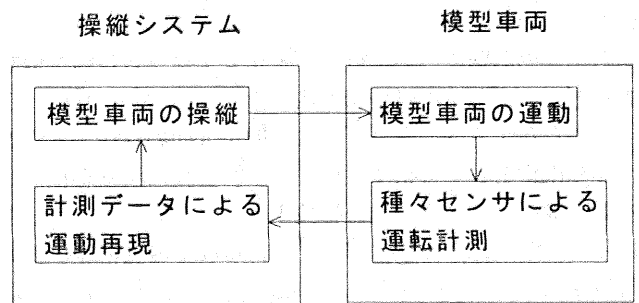 操縦システム
模型車両
模型車両の操縦
模型車両の運動
計測データによる
運動再現
種々センサによる
運転計測